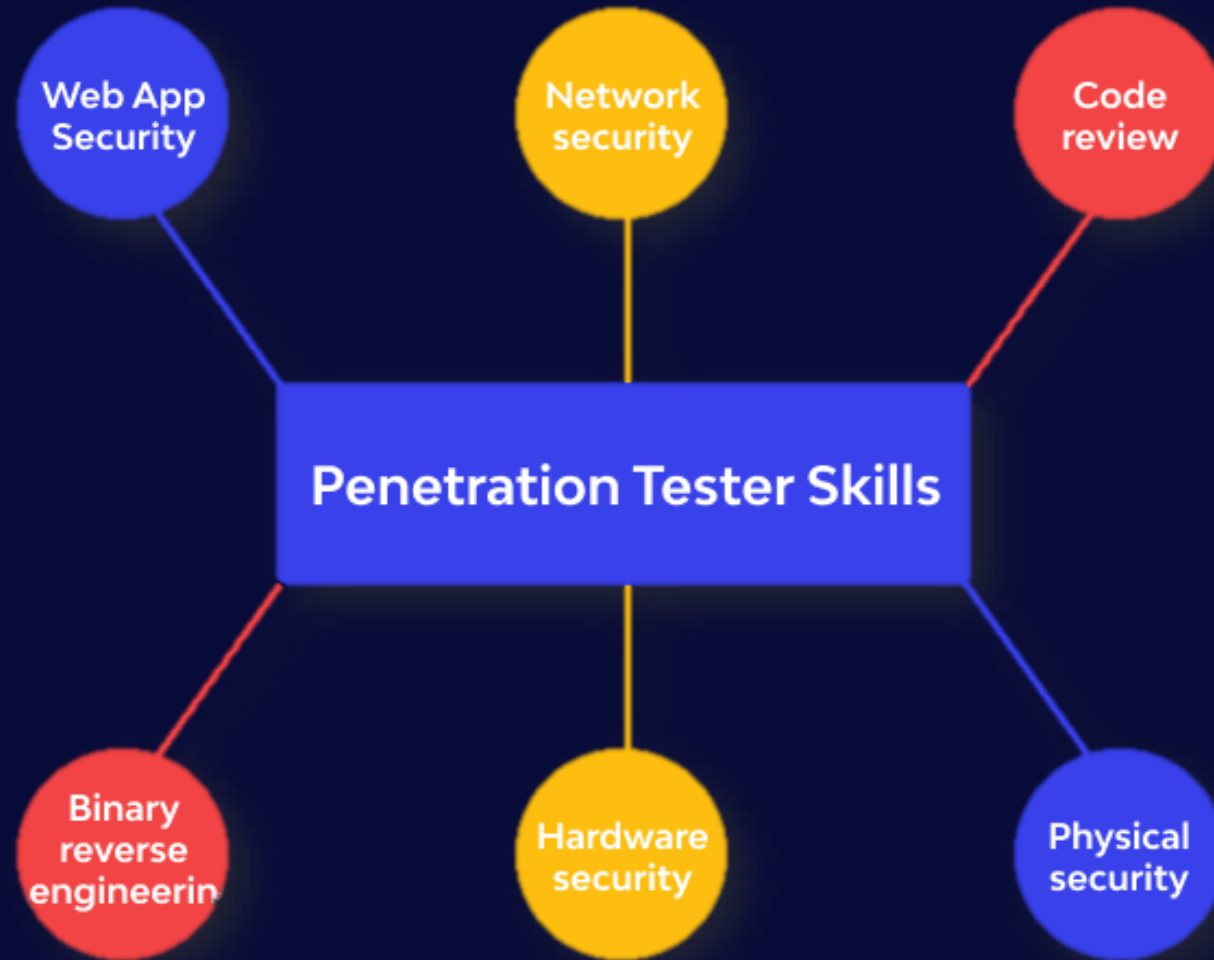 Web App
Security
Network
security
Code
review
Penetration Tester Skills
Binary
reverse
engineerin
Hardware
security
Physical
security